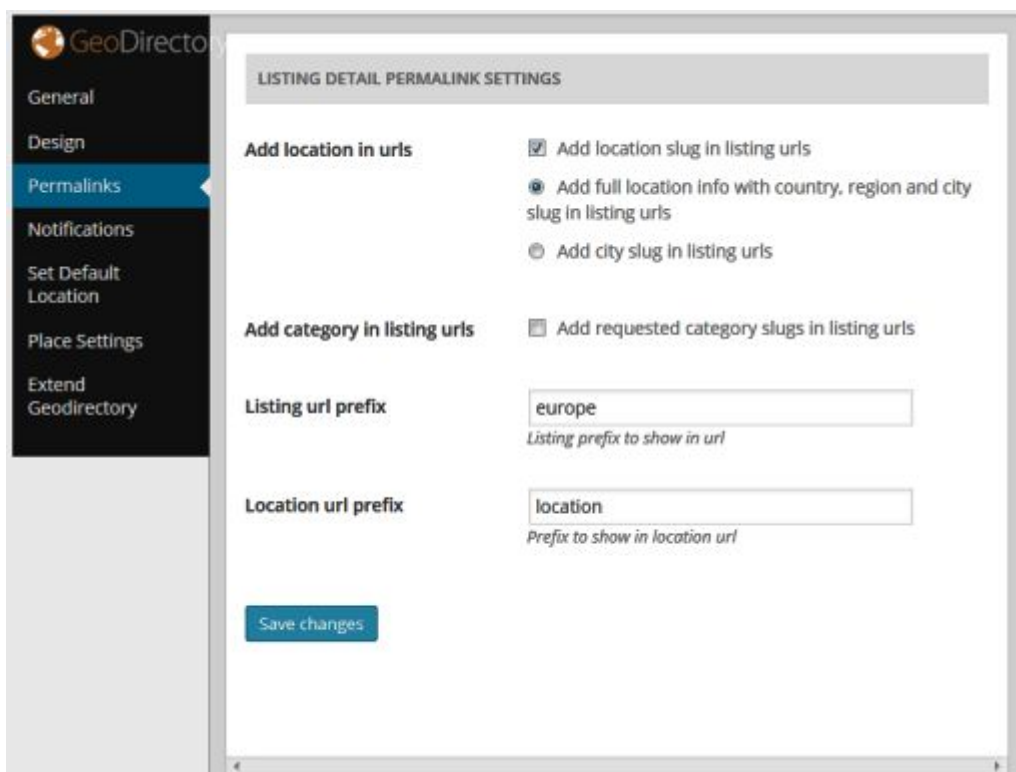 GeoDirectory
General
Design
Permalinks
Notifications
Set Default
Location
Place Settings
Extend
Geodirectory
LISTING DETAIL PERMALINK SETTINGS
Add location in urls
Add location slug in listing urls
Add full location info with country, region and city
slug in listing urls
Add city slug in listing urls
Add category in listing urls
Add requested category slugs in listing urls
Listing url prefix
europe
Listing prefix to show in url
Location url prefix
location
Prefix to show in location url
Save changes